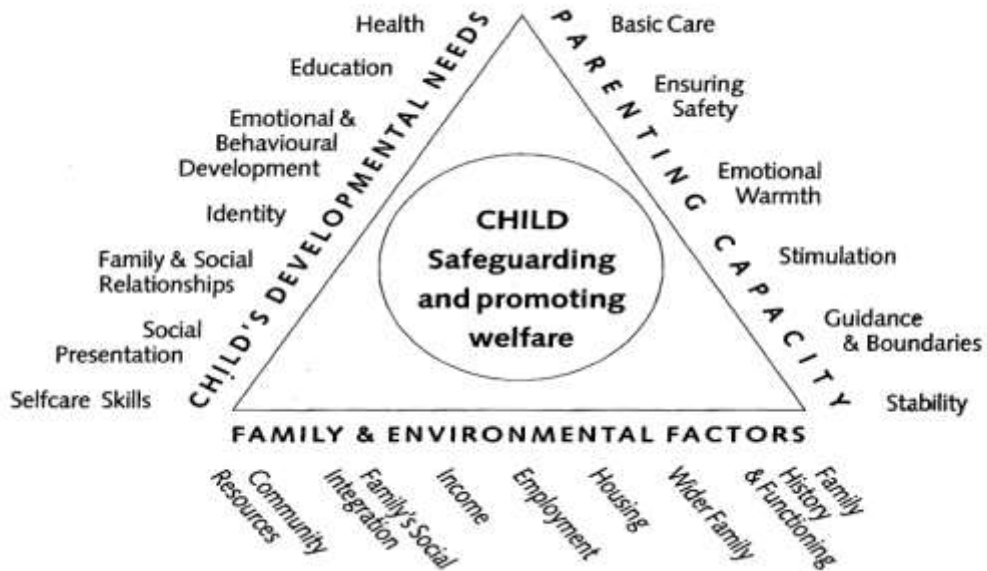 Health
Education
Emotional &
Behavioural
Development
Identity
Family & Social
Relationships
Social
Presentation
Selfcare Skills
CHILD'S DEVELOPMENTAL NEEDS
CHILD
Safeguarding
and promoting
welfare
PARENTING CAPACITY
Basic Care
Ensuring
Safety
Emotional
Warmth
Stimulation
Guidance
& Boundaries
Stability
FAMILY & ENVIRONMENTAL FACTORS
Community
Resources
Family's Social
Integration
Income
Employment
Housing
Wider Family
Family
History
& Functioning